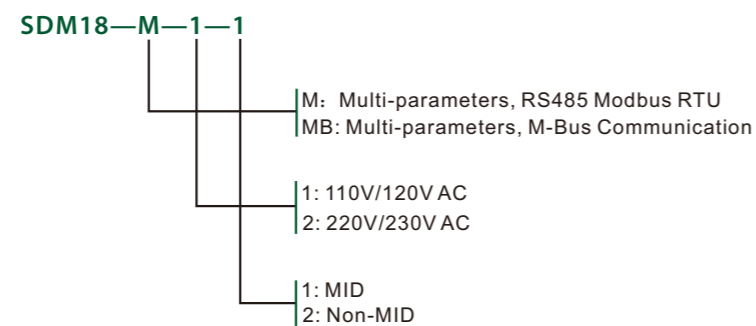 SDM18—M—1—1
M： Multi-parameters, RS485 Modbus RTU
MB: Multi-parameters, M-Bus Communication
1: 110V/120V AC
2: 220V/230V AC
1: MID
2: Non-MID